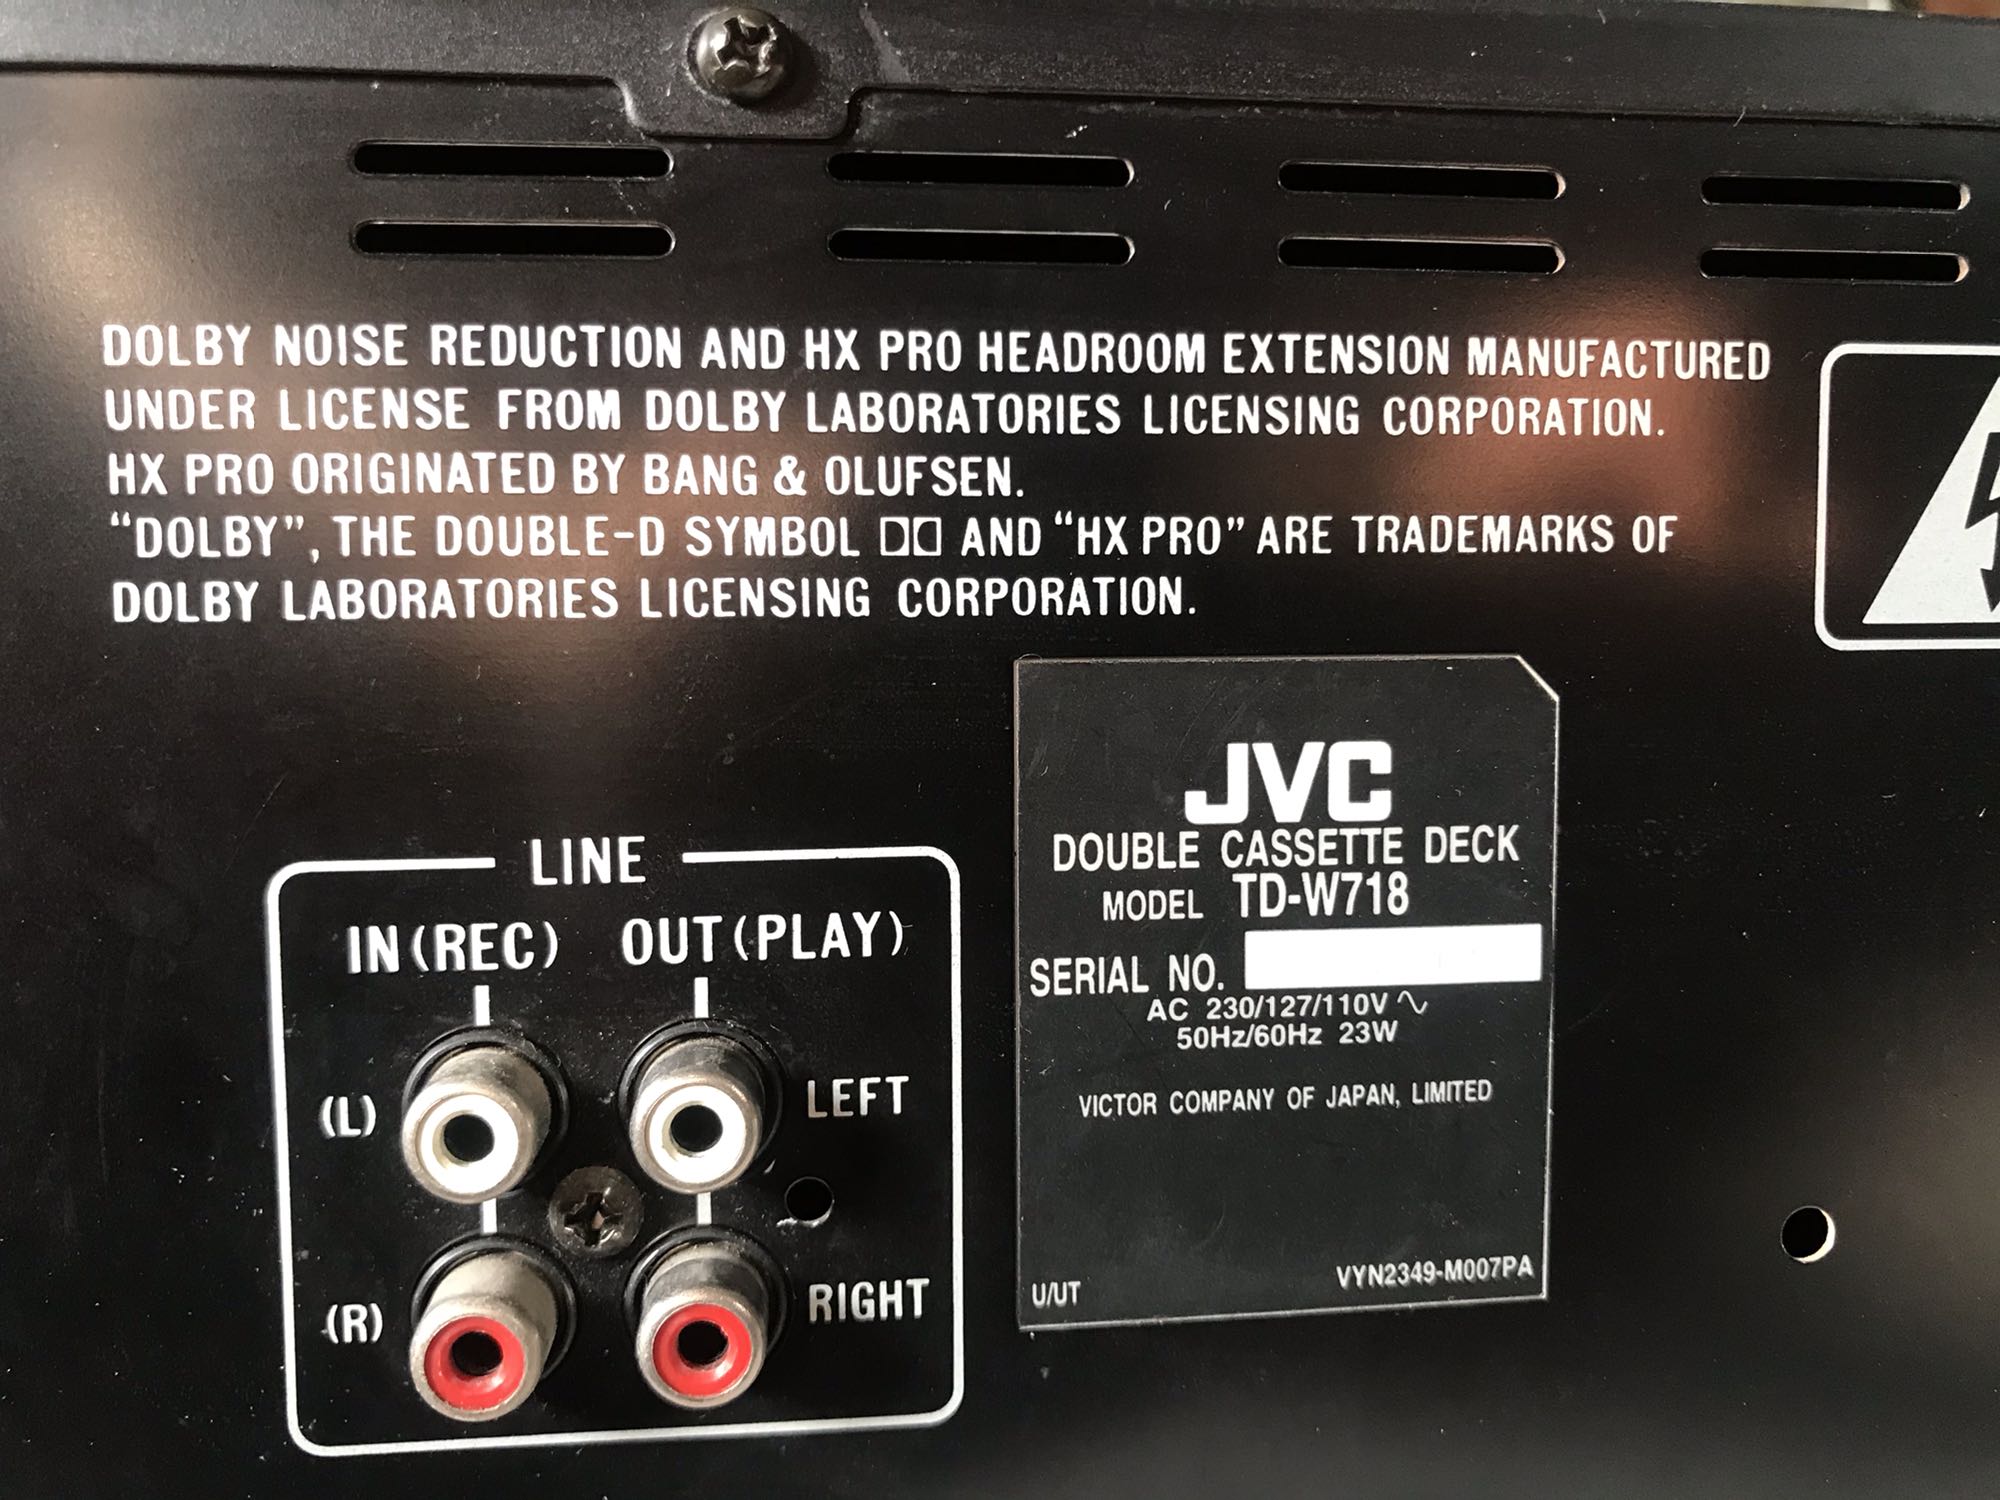 DOLBY NOISE REDUCTION AND HX PRO HEADROOM EXTENSION MANUFACTURED
UNDER LICENSE FROM DOLBY LABORATORIES LICENSING CORPORATION.
HX PRO ORIGINATED BY BANG & OLUFSEN.
“DOLBY”, THE DOUBLE-D SYMBOL AND “HX PRO” ARE TRADEMARKS OF
DOLBY LABORATORIES LICENSING CORPORATION.
LINE
IN (REC) OUT (PLAY)
(L) LEFT
(R) RIGHT
JVC
DOUBLE CASSETTE DECK
MODEL TD-W718
SERIAL NO.
AC 230/127/110V ∿
50Hz/60Hz 23W
VICTOR COMPANY OF JAPAN, LIMITED
U/UT VYN2349-M007PA